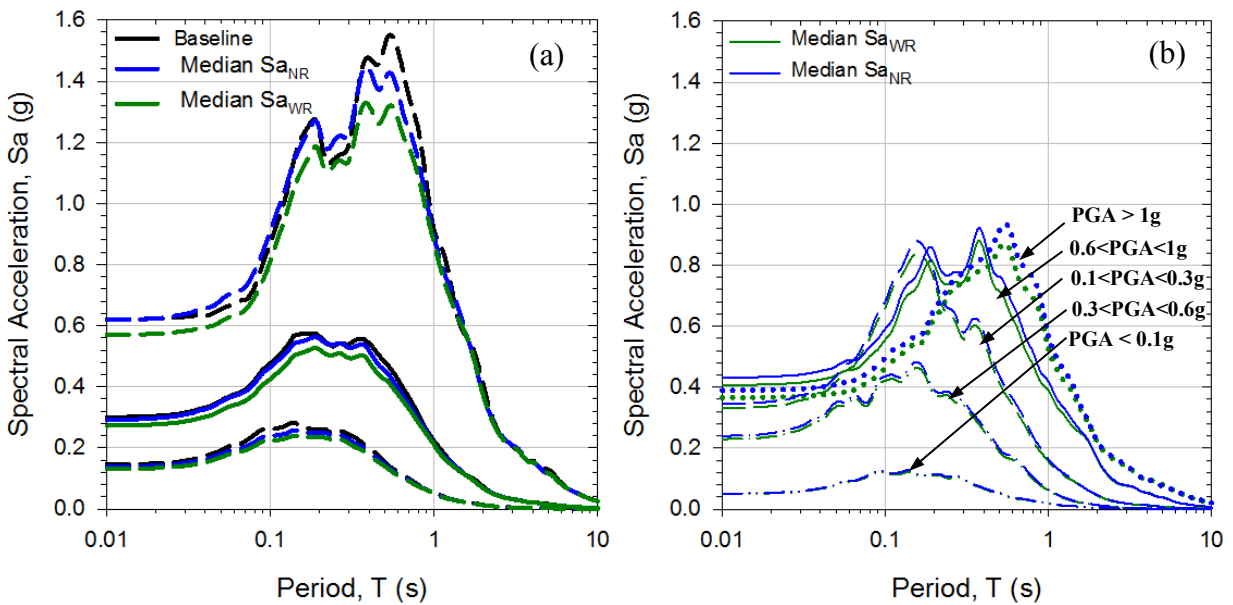 1.6
1.4
1.2
1.0
0.8
0.6
0.4
0.2
0.0
Spectral Acceleration, Sa (g)
Baseline
Median Sa_NR
Median Sa_WR
(a)
0.01 0.1 1 10
Period, T (s)
1.6
1.4
1.2
1.0
0.8
0.6
0.4
0.2
0.0
Spectral Acceleration, Sa (g)
Median Sa_WR
Median Sa_NR
(b)
PGA > 1g
0.6<PGA<1g
0.1<PGA<0.3g
0.3<PGA<0.6g
PGA < 0.1g
0.01 0.1 1 10
Period, T (s)